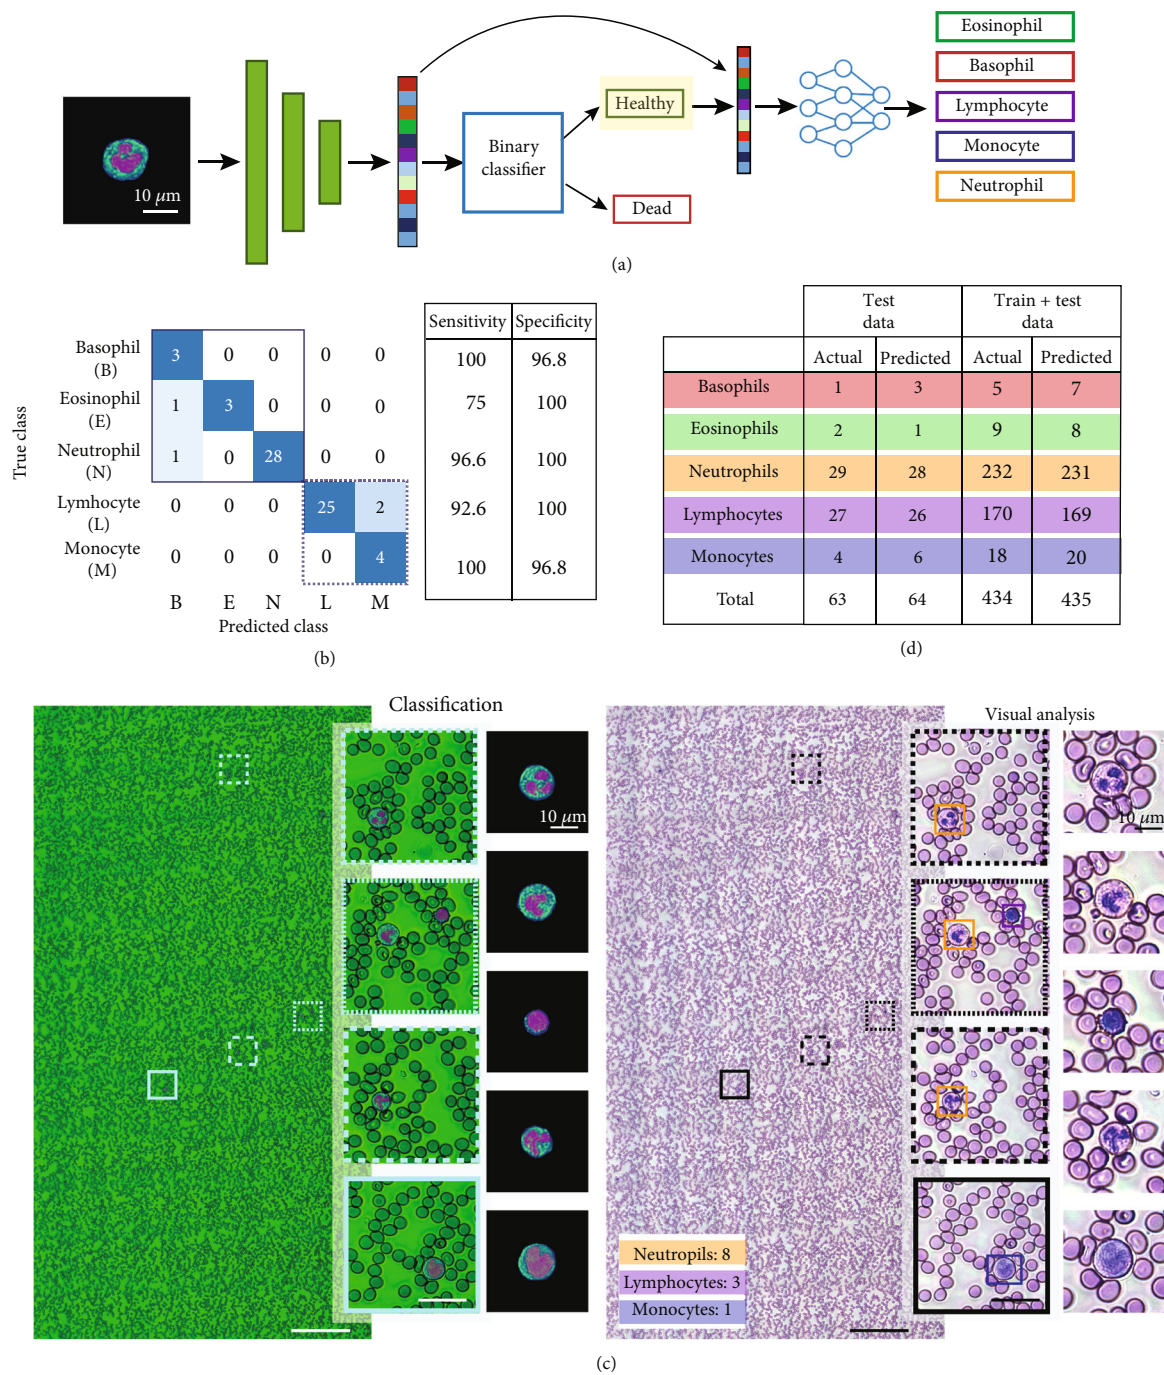 10 μm
Binary
classifier
Healthy
Dead
Eosinophil
Basophil
Lymphocyte
Monocyte
Neutrophil
(a)
True class
Basophil
(B)
Eosinophil
(E)
Neutrophil
(N)
Lymhocyte
(L)
Monocyte
(M)
3 0 0 0 0
1 3 0 0 0
1 0 28 0 0
0 0 0 25 2
0 0 0 0 4
B E N L M
Predicted class
Sensitivity Specificity
100 96.8
75 100
96.6 100
92.6 100
100 96.8
(b)
Test
data
Train + test
data
Actual Predicted Actual Predicted
Basophils 1 3 5 7
Eosinophils 2 1 9 8
Neutrophils 29 28 232 231
Lymphocytes 27 26 170 169
Monocytes 4 6 18 20
Total 63 64 434 435
(d)
Classification
10 μm
Visual analysis
10 μm
Neutropils: 8
Lymphocytes: 3
Monocytes: 1
(c)